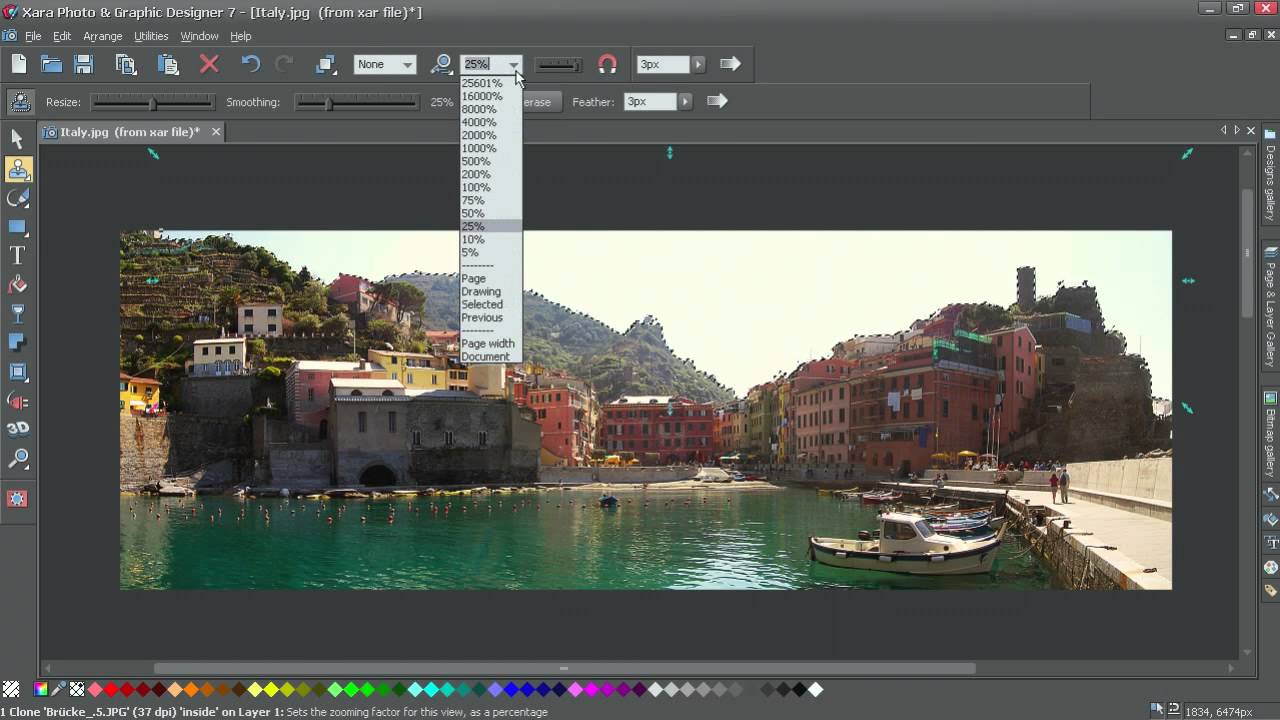 Xara Photo & Graphic Designer 7 - [Italy.jpg  (from xar file)*]
File Edit Arrange Utilities Window Help
None 25% 3px
Resize: Smoothing: 25% erase Feather: 3px
Italy.jpg  (from xar file)*
25601%
16000%
8000%
4000%
2000%
1000%
500%
200%
100%
75%
50%
25%
10%
5%
--------
Page
Drawing
Selected
Previous
--------
Page width
Document
T
3D
Designs gallery
Page & Layer Gallery
Bitmap gallery
1 Clone 'Brücke_..5.JPG' (37 dpi) 'inside' on Layer 1: Sets the zooming factor for this view, as a percentage
1834, 6474px